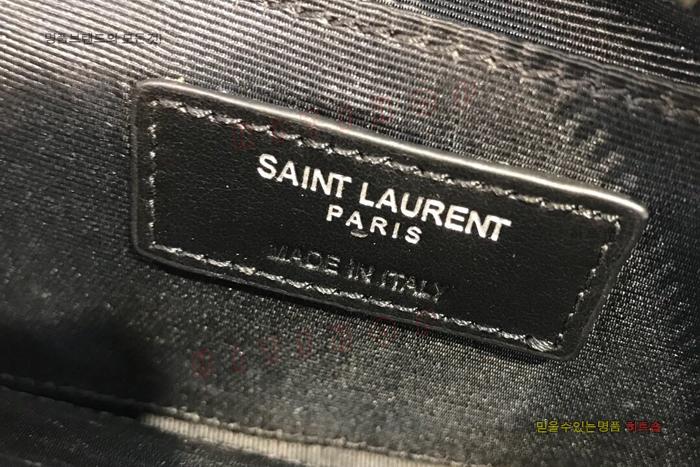 명품브랜드의 모든것!
SAINT LAURENT
PARIS
MADE IN ITALY
믿을수있는명품 히트숍